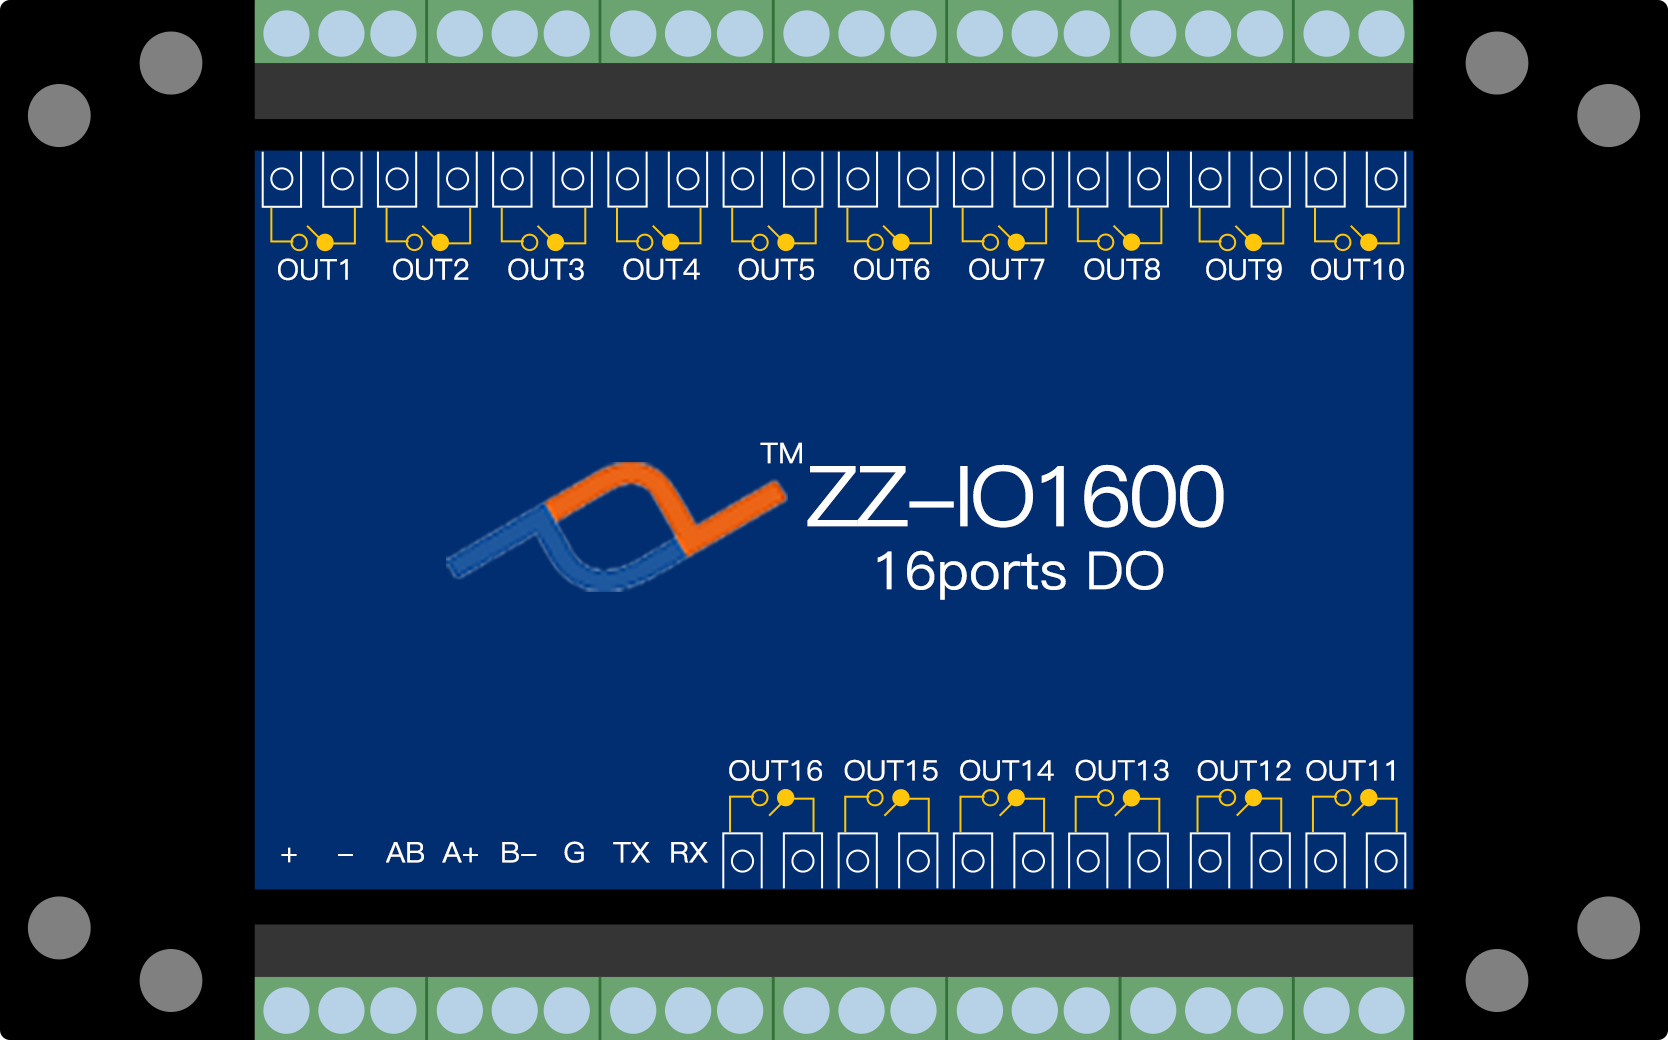 OUT1 OUT2 OUT3 OUT4 OUT5 OUT6 OUT7 OUT8 OUT9 OUT10
TM
ZZ-IO1600
16ports DO
OUT16 OUT15 OUT14 OUT13 OUT12 OUT11
+ - AB A+ B- G TX RX